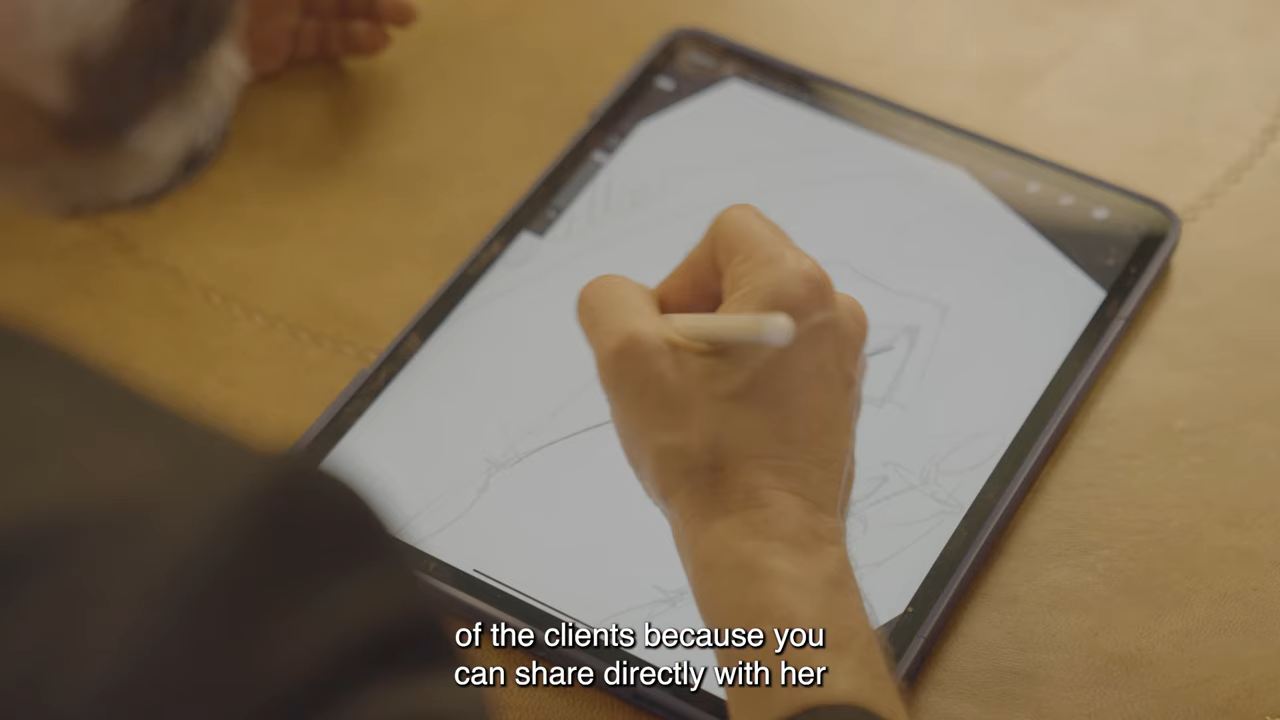 of the clients because you
can share directly with her